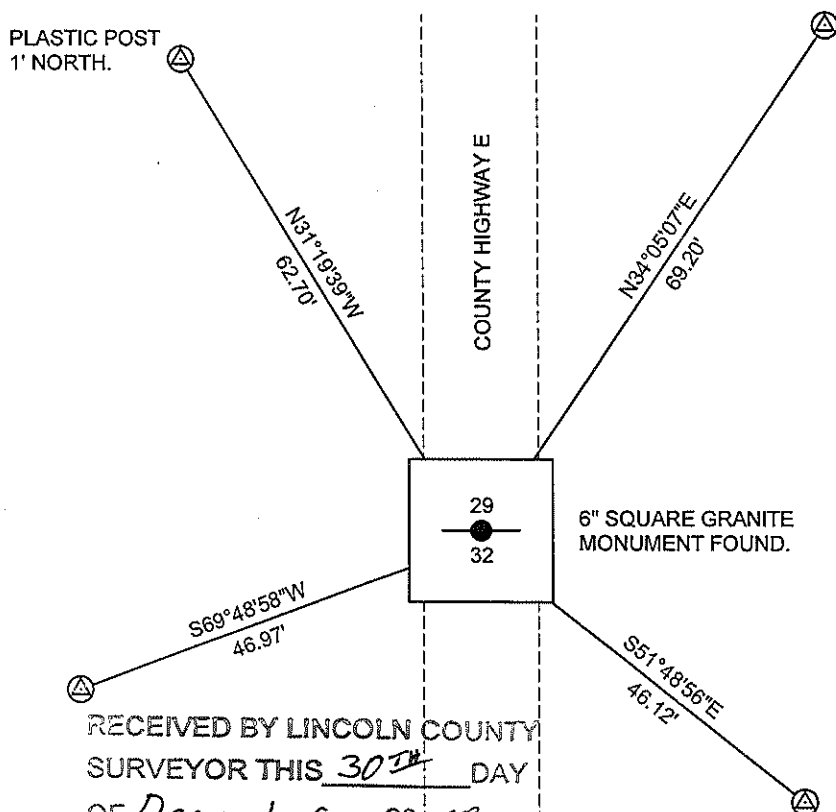 PLASTIC POST
1' NORTH.
N31°19'39"W
62.70'
COUNTY HIGHWAY E
N34°05'07"E
69.20'
29
32
6" SQUARE GRANITE
MONUMENT FOUND.
S69°48'58"W
46.97'
S51°48'56"E
46.12'
RECEIVED BY LINCOLN COUNTY
SURVEYOR THIS 30TH DAY
OF